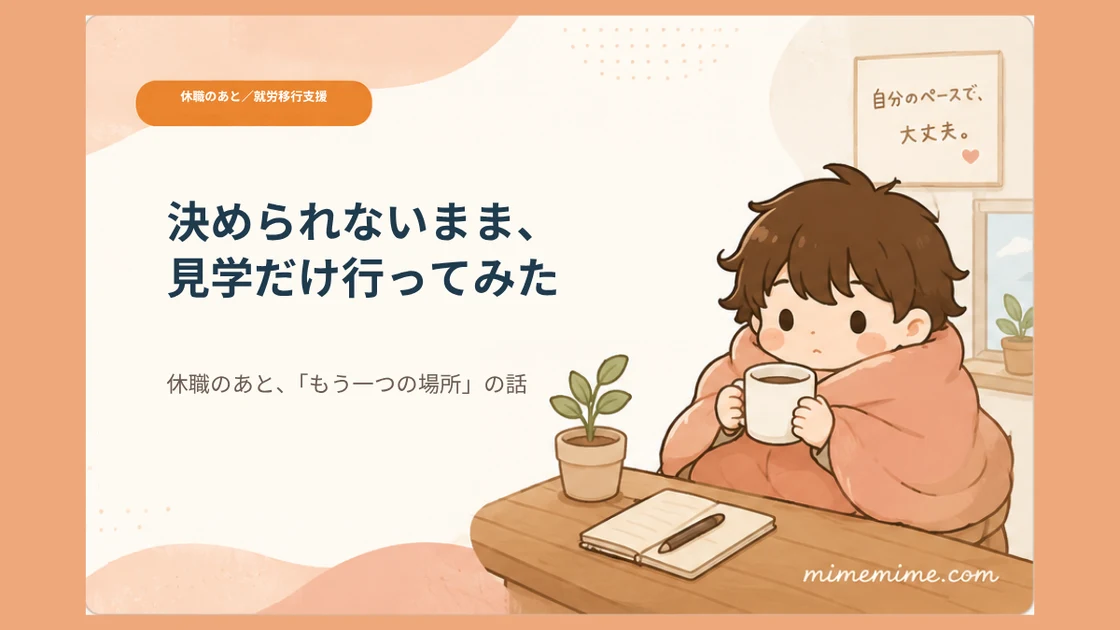 休職のあと／就労移行支援
自分のペースで、
大丈夫。
決められないまま、
見学だけ行ってみた
休職のあと、「もう一つの場所」の話
mimemime.com